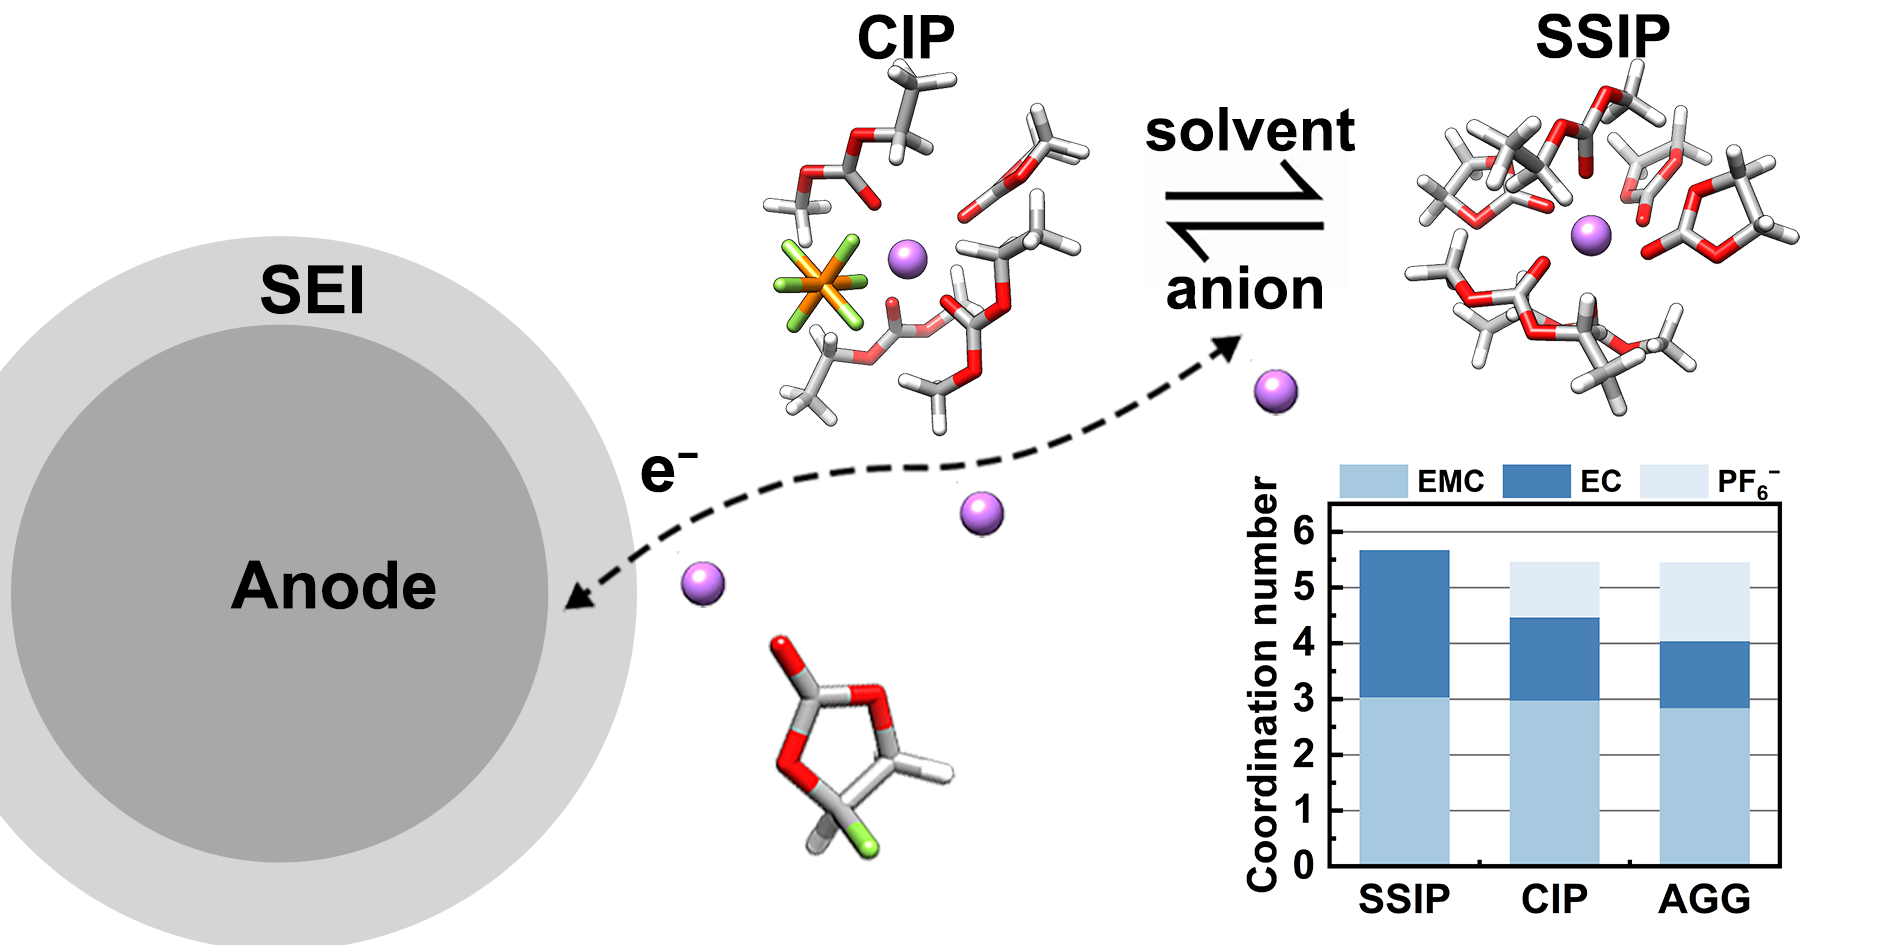 CIP
SSIP
solvent
anion
SEI
Anode
e⁻
EMC EC PF₆⁻
Coordination number
6
5
4
3
2
1
0
SSIP CIP AGG